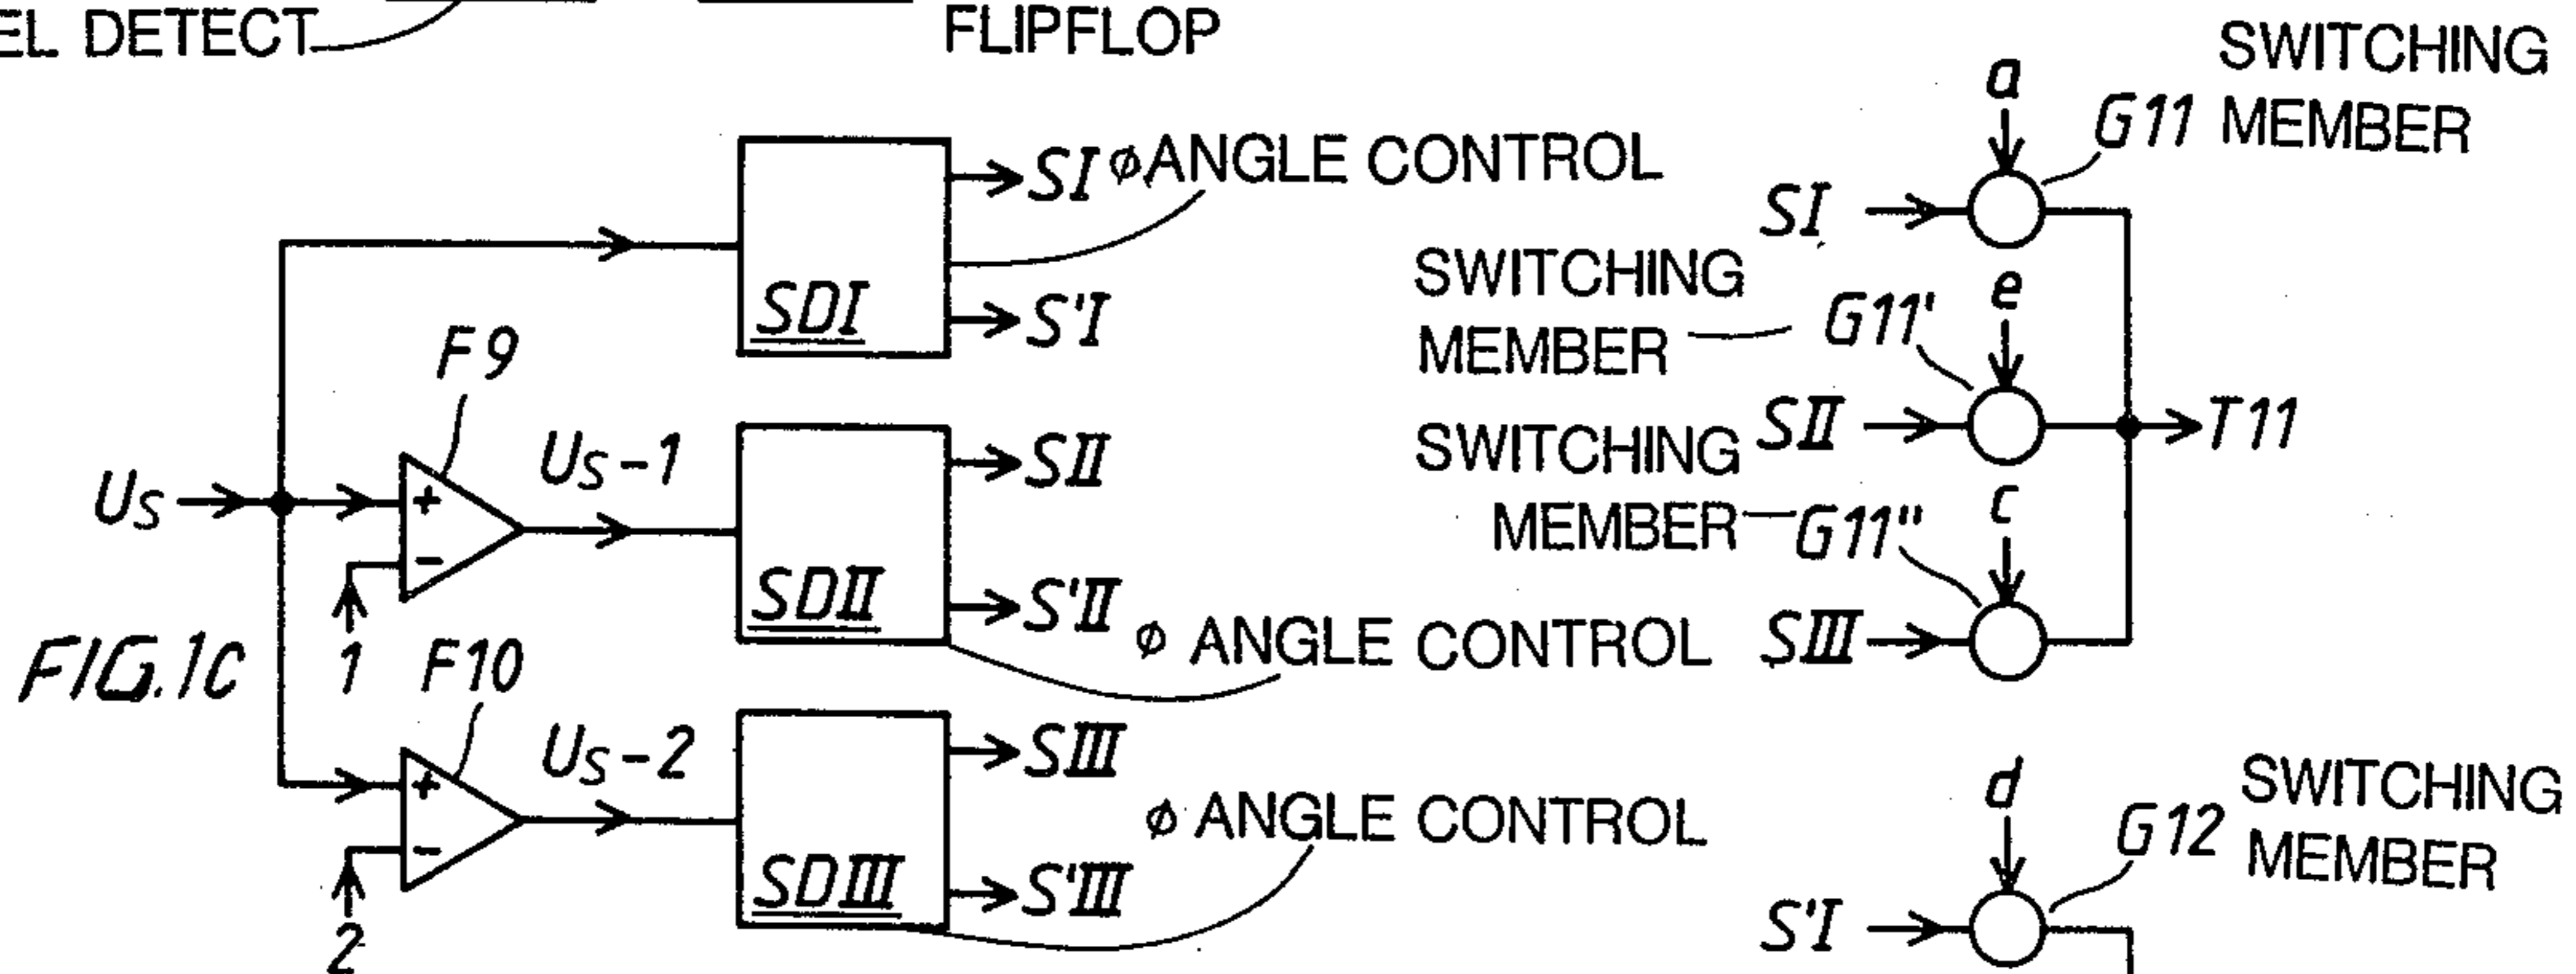 EL DETECT
FLIPFLOP
SWITCHING
MEMBER
a
G11
SI
φ ANGLE CONTROL
SI
SDI
S'I
SWITCHING
MEMBER
G11'
e
F9
US-1
SII
SII
T11
SWITCHING
MEMBER
G11"
c
US
+
-
1
SDII
S'II
φ ANGLE CONTROL
SIII
FIG.1c
F10
US-2
SIII
+
-
2
SDIII
S'III
φ ANGLE CONTROL
d
G12
SWITCHING
MEMBER
S'I